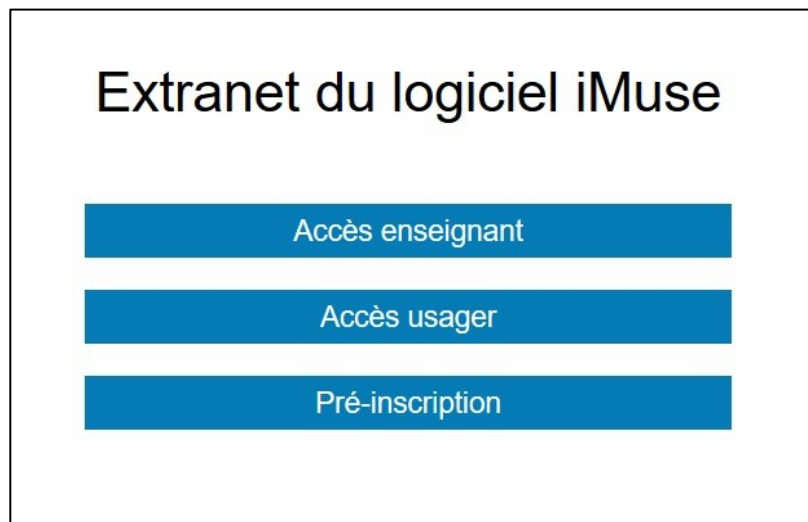 Extranet du logiciel iMuse
Accès enseignant
Accès usager
Pré-inscription